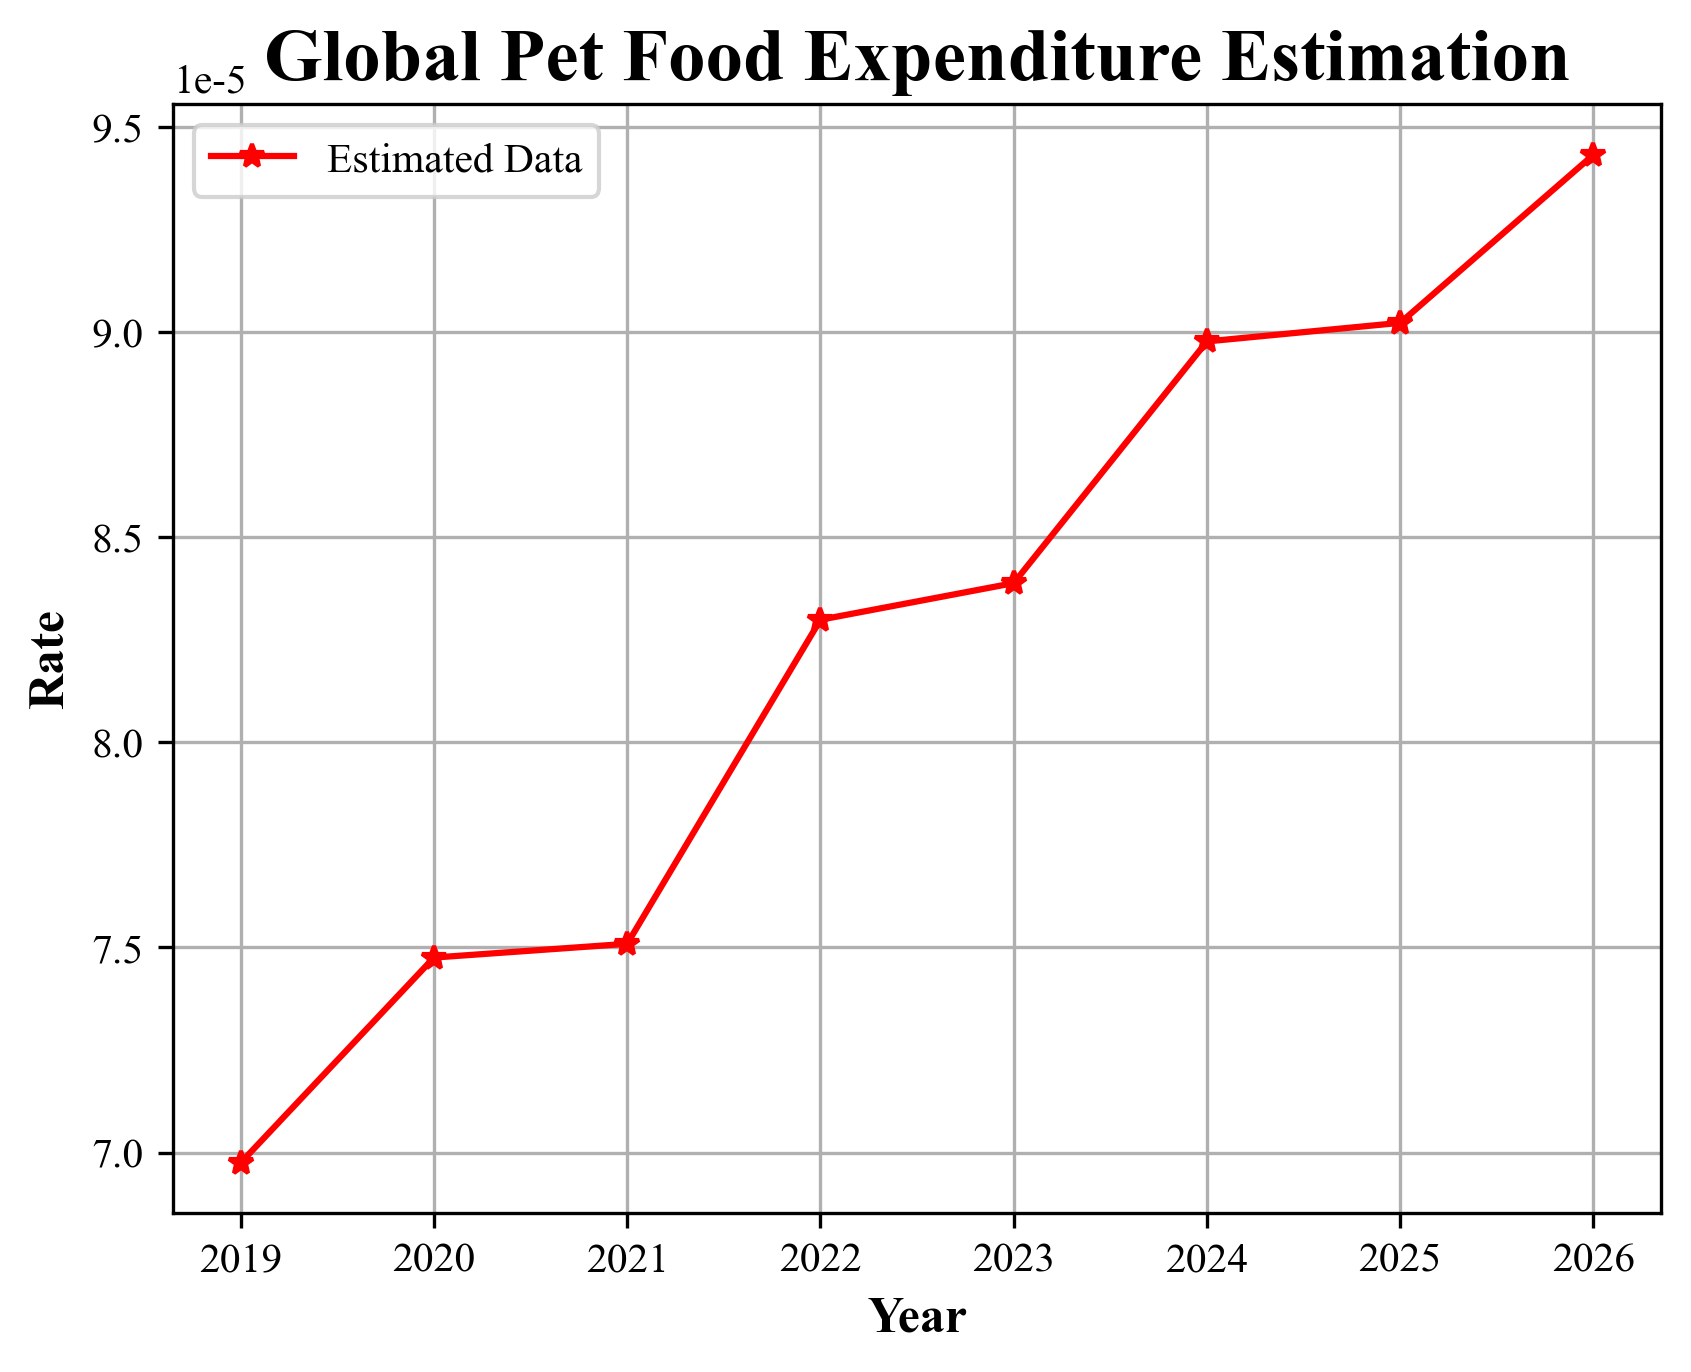 Global Pet Food Expenditure Estimation
1e-5
9.5
Estimated Data
9.0
8.5
8.0
7.5
7.0
Rate
2019 2020 2021 2022 2023 2024 2025 2026
Year